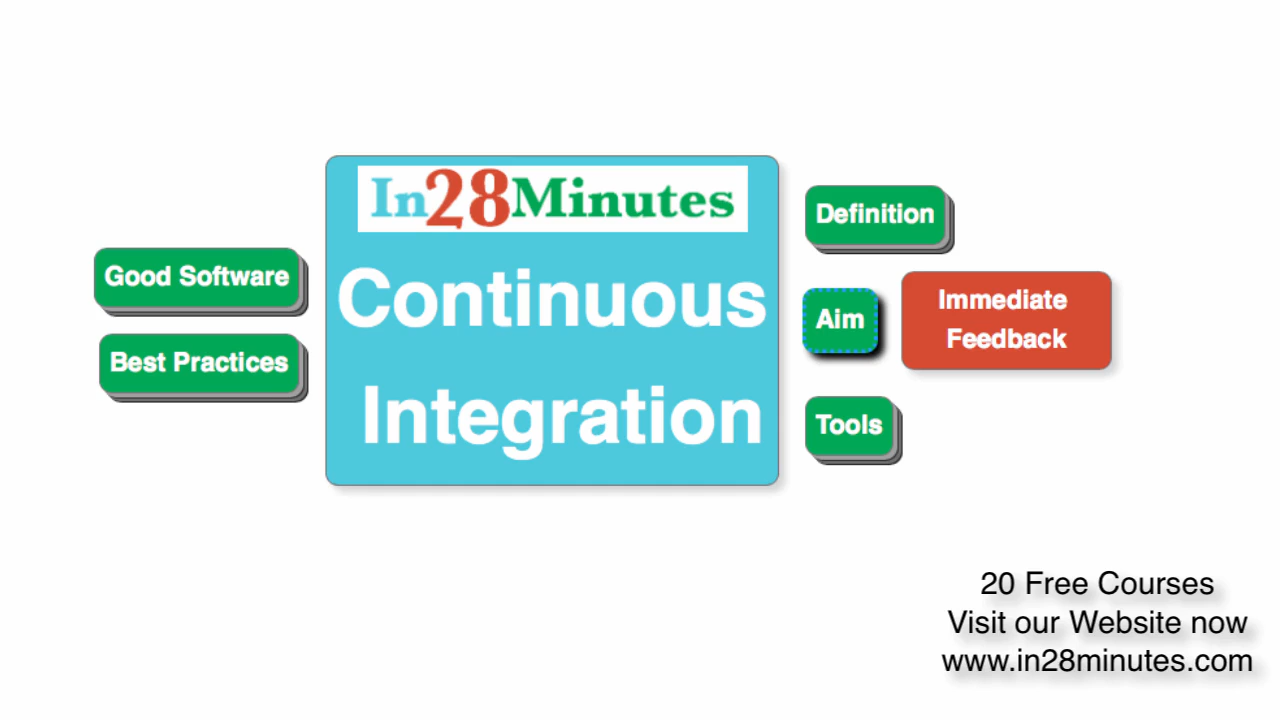 In28Minutes
Continuous
Integration
Good Software
Best Practices
Definition
Aim
Immediate
Feedback
Tools
20 Free Courses
Visit our Website now
www.in28minutes.com